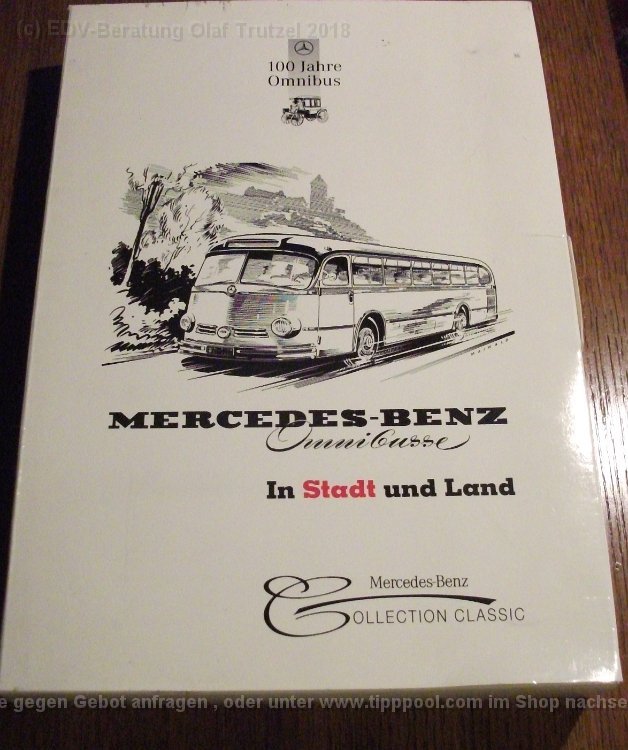 (c) EDV-Beratung Olaf Trutzel 2018
100 Jahre
Omnibus
MERCEDES-BENZ
Omnibusse
In Stadt und Land
Mercedes-Benz
COLLECTION CLASSIC
e gegen Gebot anfragen , oder unter www.tipppool.com im Shop nachse